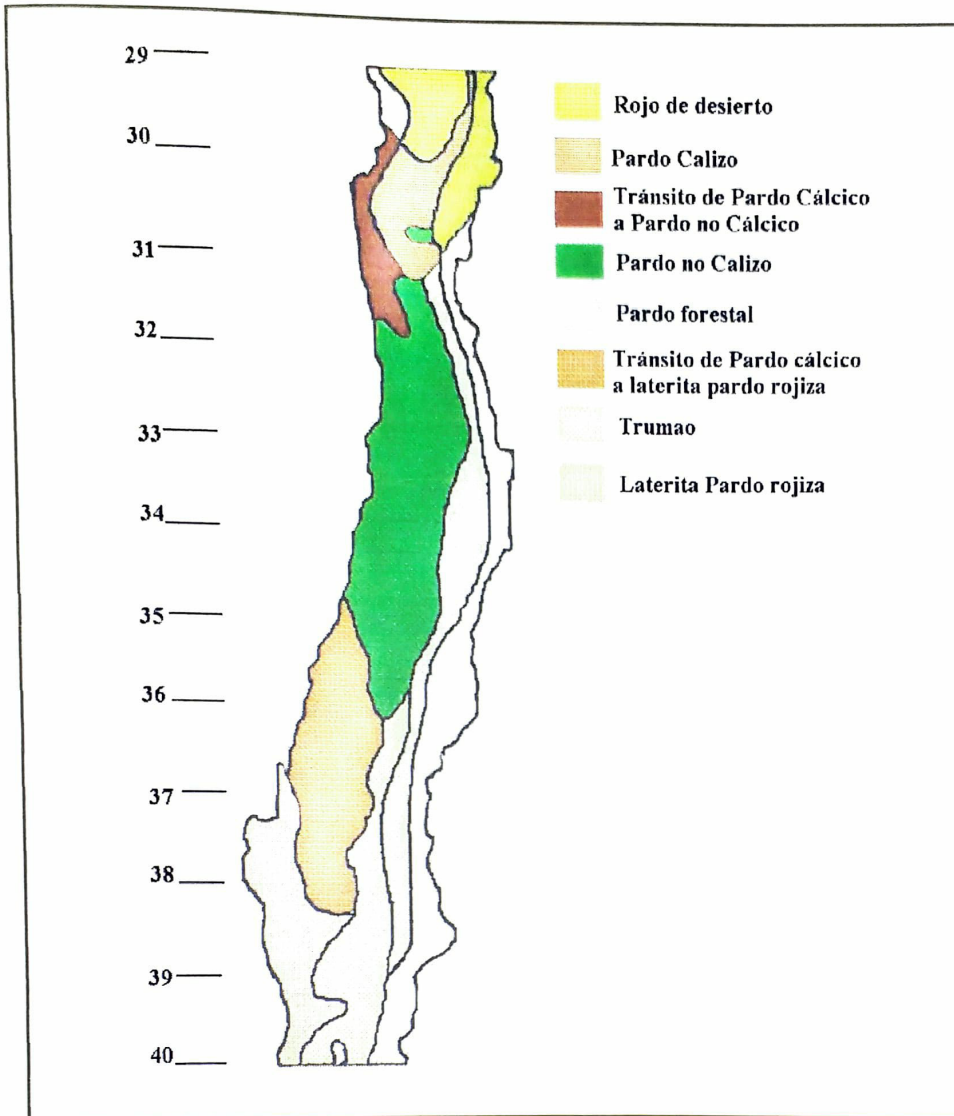 29
30
31
32
33
34
35
36
37
38
39
40
Rojo de desierto
Pardo Calizo
Tránsito de Pardo Cálcico
a Pardo no Cálcico
Pardo no Calizo
Pardo forestal
Tránsito de Pardo cálcico
a laterita pardo rojiza
Trumao
Laterita Pardo rojiza